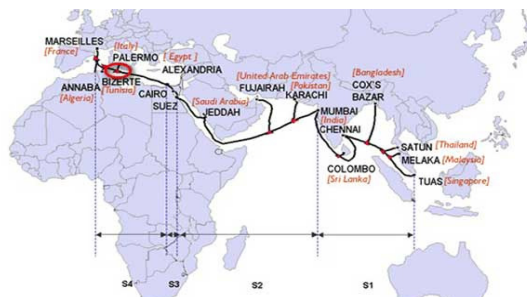 MARSEILLES
[France]
[Italy]
PALERMO
[Egypt]
ALEXANDRIA
BIZERTE
[Tunisia]
ANNABA
[Algeria]
CAIRO
SUEZ
[Saudi Arabia]
JEDDAH
[United Arab Emirates]
FUJAIRAH
[Pakistan]
KARACHI
[Bangladesh]
COX'S
BAZAR
MUMBAI
[India]
CHENNAI
COLOMBO
[Sri Lanka]
SATUN [Thailand]
MELAKA [Malaysia]
TUAS [Singapore]
S4
S3
S2
S1